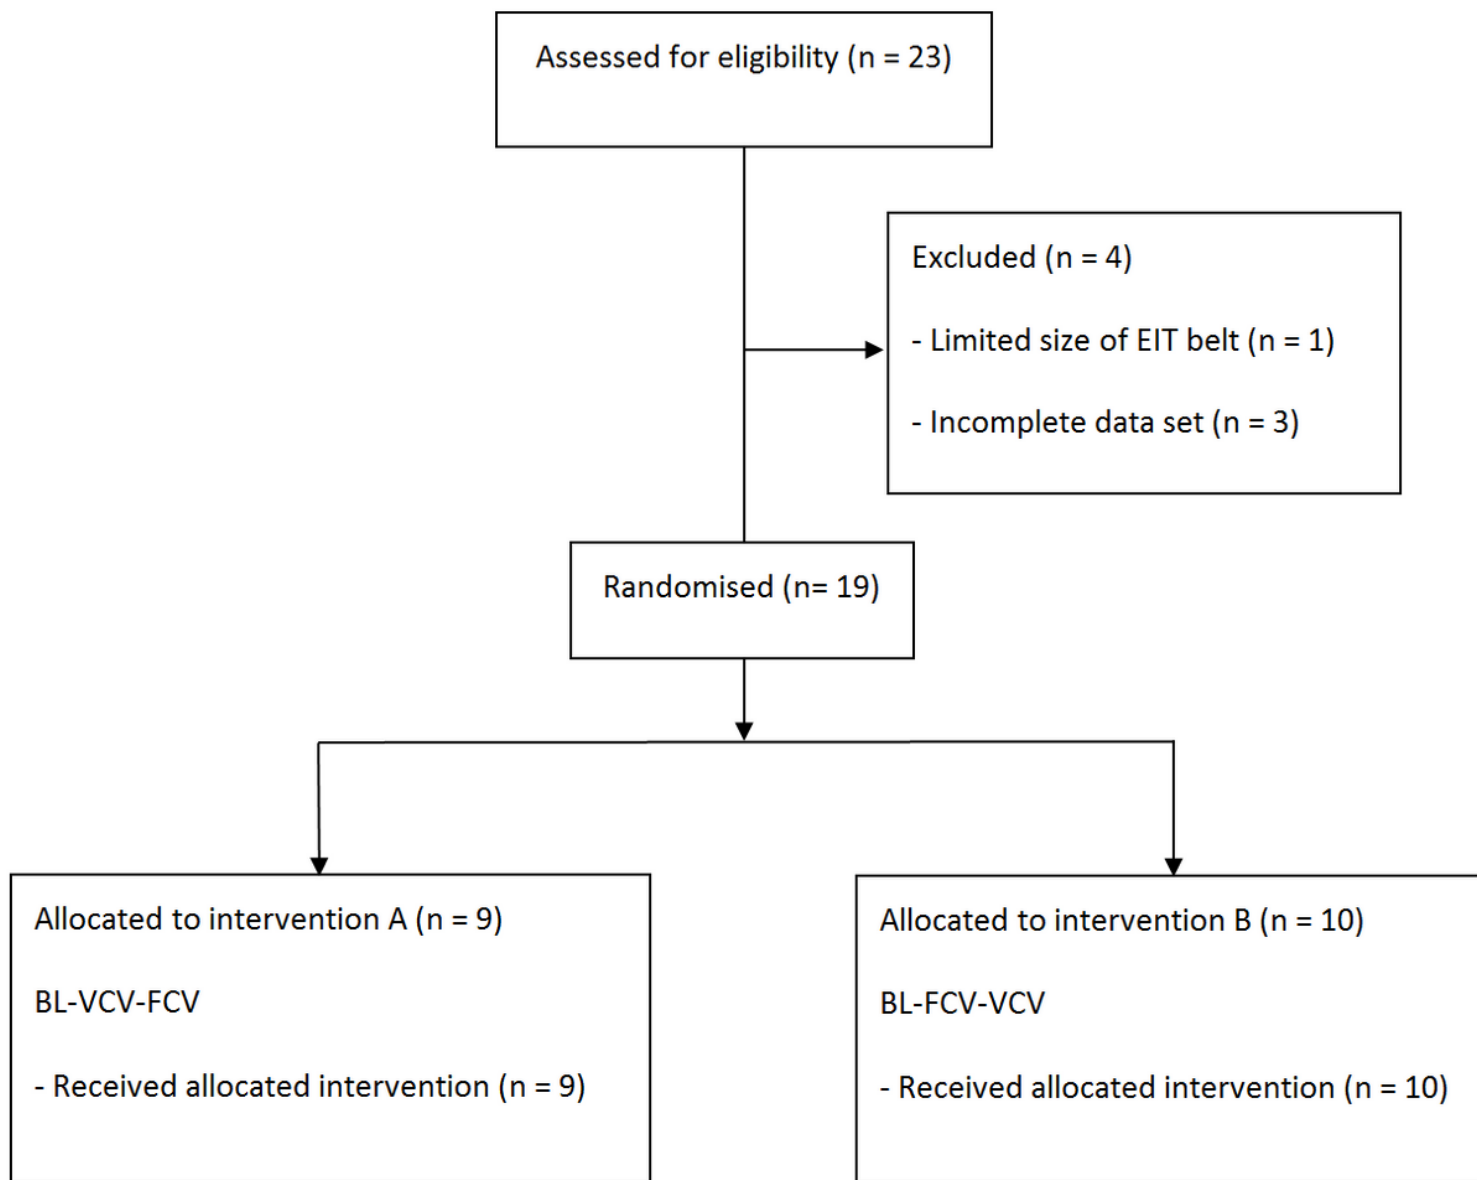 Assessed for eligibility (n = 23)
Excluded (n = 4)
- Limited size of EIT belt (n = 1)
- Incomplete data set (n = 3)
Randomised (n= 19)
Allocated to intervention A (n = 9)
BL-VCV-FCV
- Received allocated intervention (n = 9)
Allocated to intervention B (n = 10)
BL-FCV-VCV
- Received allocated intervention (n = 10)